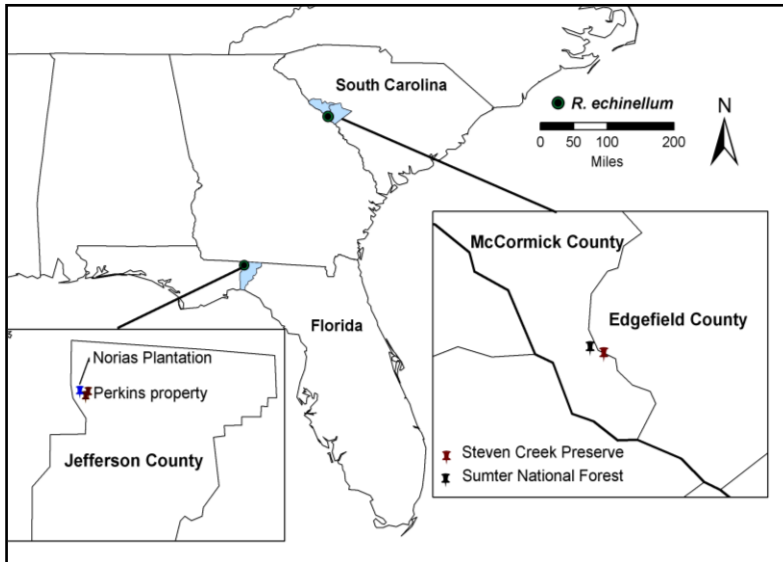 South Carolina
R. echinellum
N
0 50 100 200
Miles
McCormick County
Edgefield County
Steven Creek Preserve
Sumter National Forest
Florida
Norias Plantation
Perkins property
Jefferson County